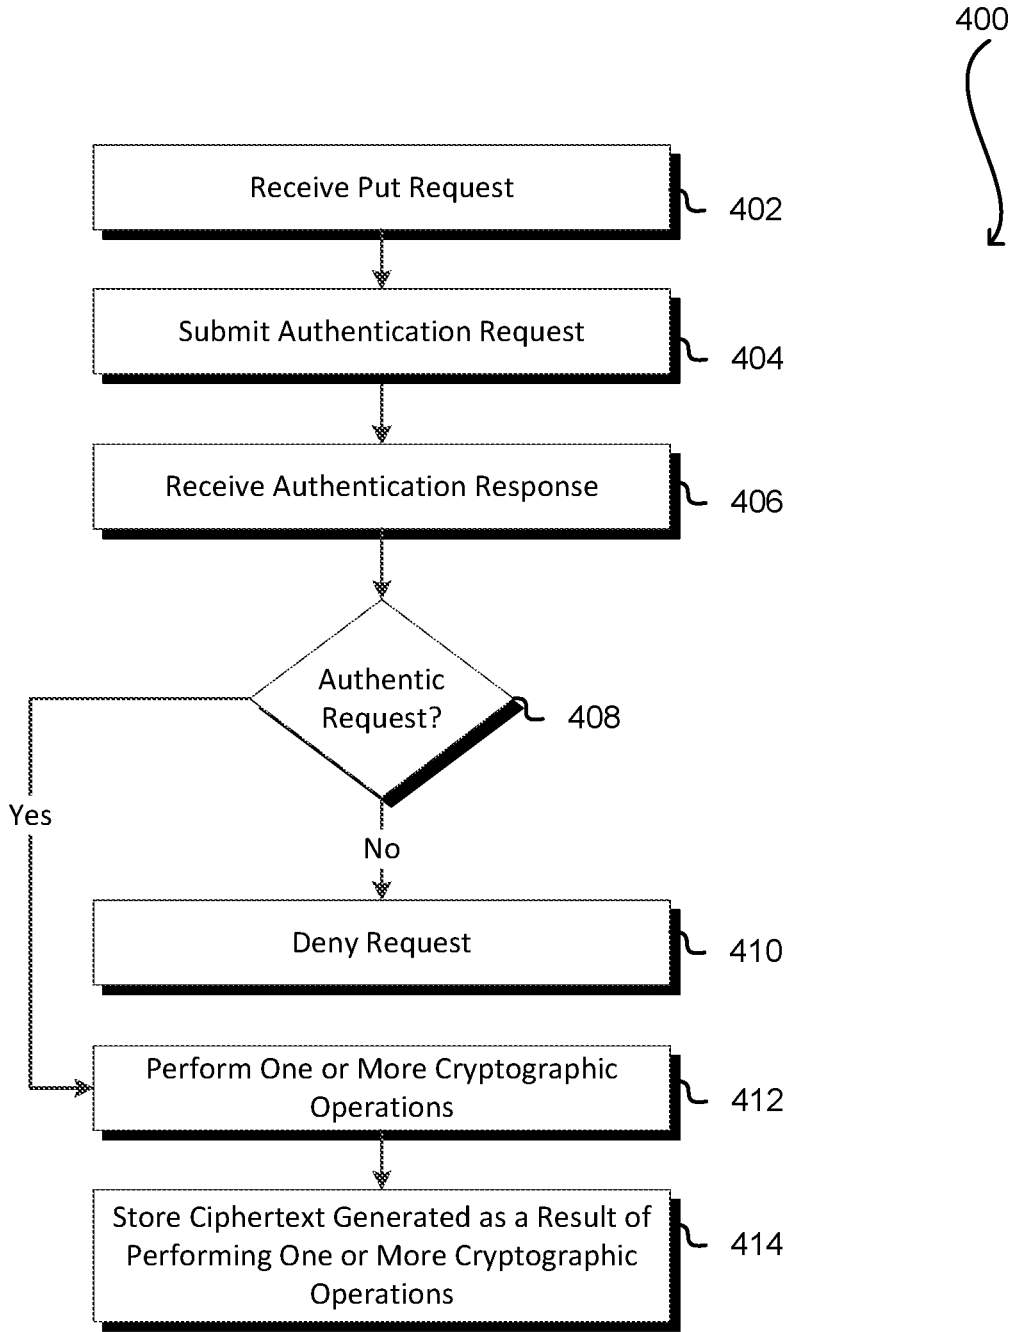 400
Receive Put Request
402
Submit Authentication Request
404
Receive Authentication Response
406
Authentic
Request?
408
Yes
No
Deny Request
410
Perform One or More Cryptographic
Operations
412
Store Ciphertext Generated as a Result of
Performing One or More Cryptographic
Operations
414